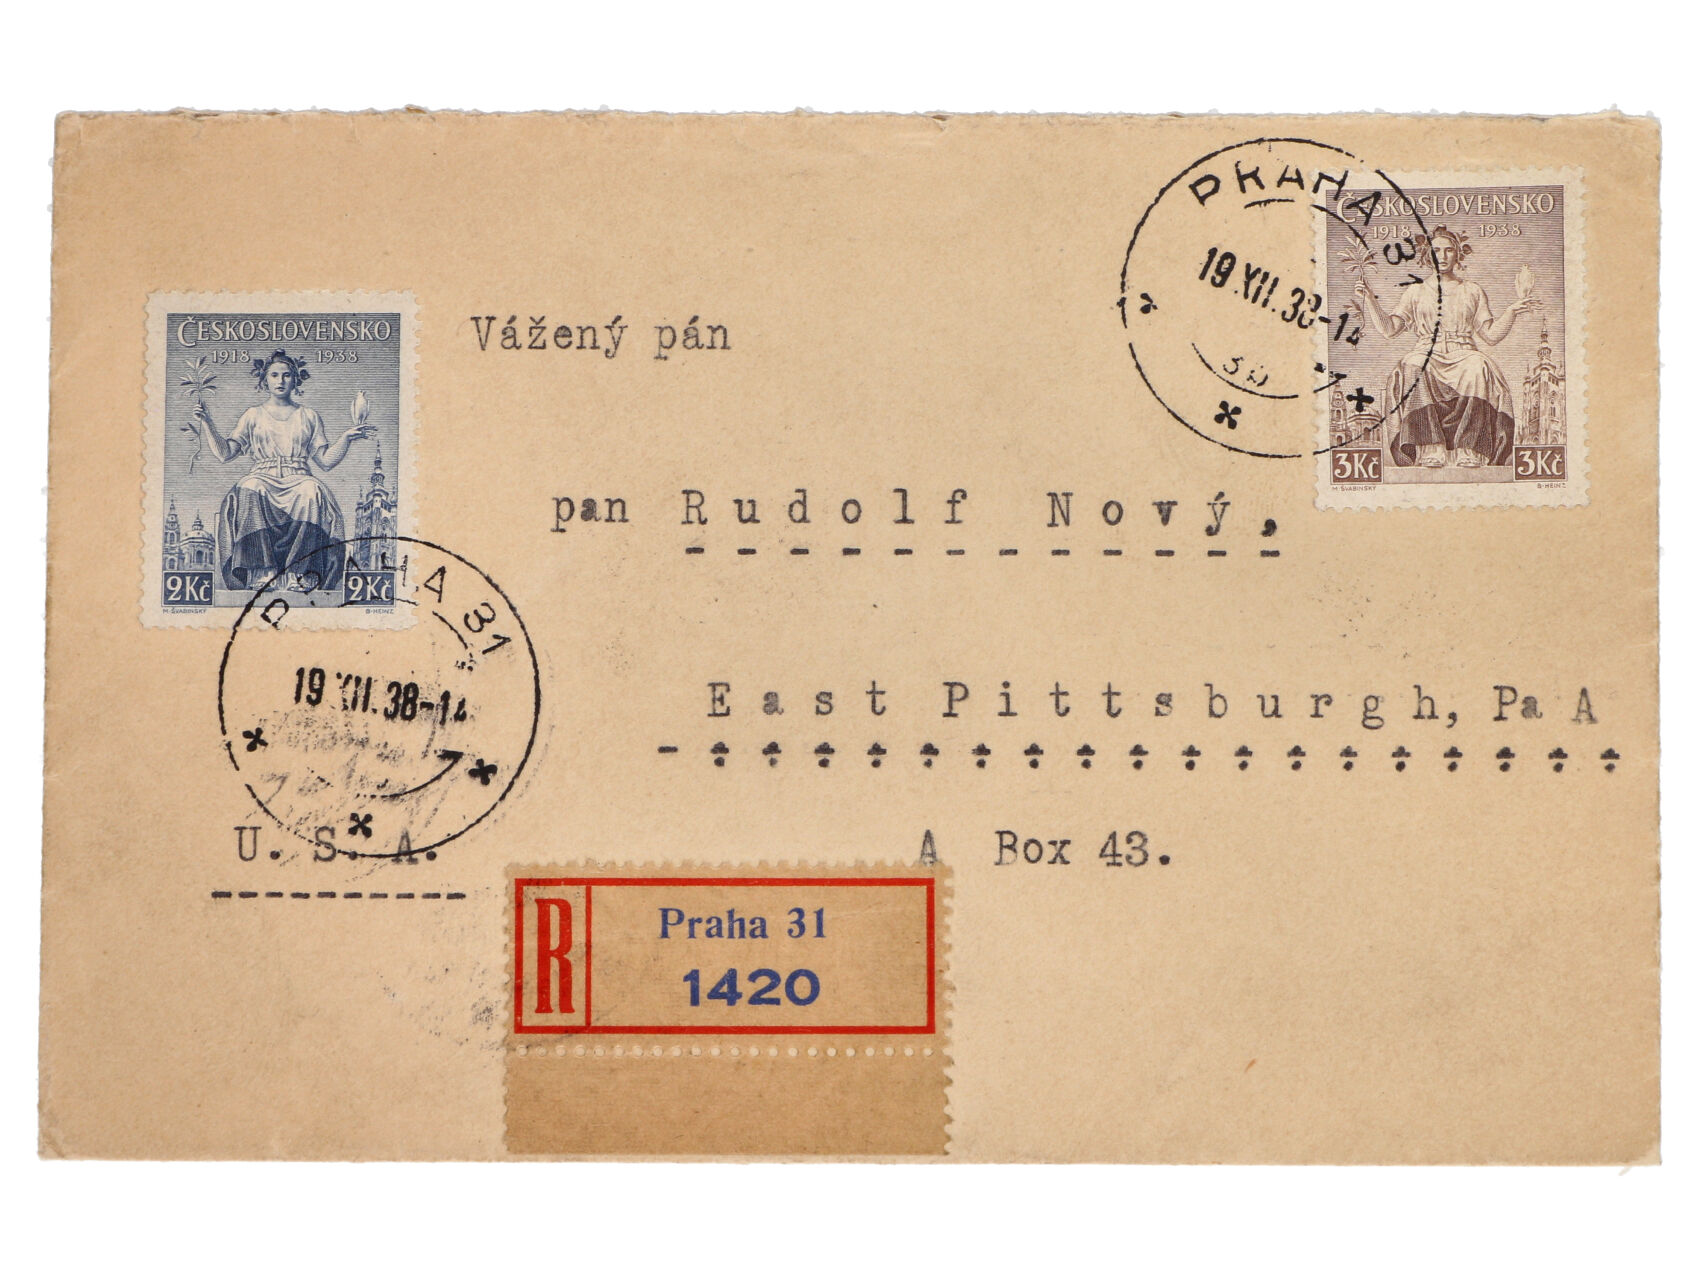 ČESKOSLOVENSKO
1918 1938
2Kč 2Kč
M·ŠVABINSKÝ B·HEINZ
PRAHA 31
19.XII.38-14
ČESKOSLOVENSKO
1918 1938
3Kč 3Kč
M·ŠVABINSKÝ B·HEINZ
PRAHA 31
19.XII.38-14
Vážený pán
pan Rudolf Nový,
East Pittsburgh, Pa A
U. S. A.
A Box 43.
R Praha 31
1420